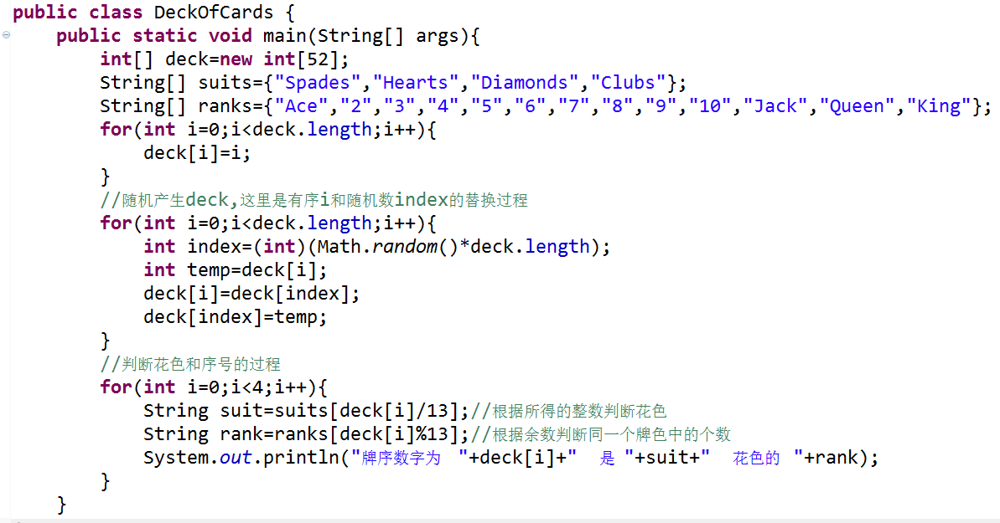 public class DeckOfCards {
public static void main(String[] args){
int[] deck=new int[52];
String[] suits={"Spades","Hearts","Diamonds","Clubs"};
String[] ranks={"Ace","2","3","4","5","6","7","8","9","10","Jack","Queen","King"};
for(int i=0;i<deck.length;i++){
deck[i]=i;
}
//随机产生deck,这里是有序i和随机数index的替换过程
for(int i=0;i<deck.length;i++){
int index=(int)(Math.random()*deck.length);
int temp=deck[i];
deck[i]=deck[index];
deck[index]=temp;
}
//判断花色和序号的过程
for(int i=0;i<4;i++){
String suit=suits[deck[i]/13];//根据所得的整数判断花色
String rank=ranks[deck[i]%13];//根据余数判断同一个牌色中的个数
System.out.println("牌序数字为 "+deck[i]+" 是 "+suit+" 花色的 "+rank);
}
}